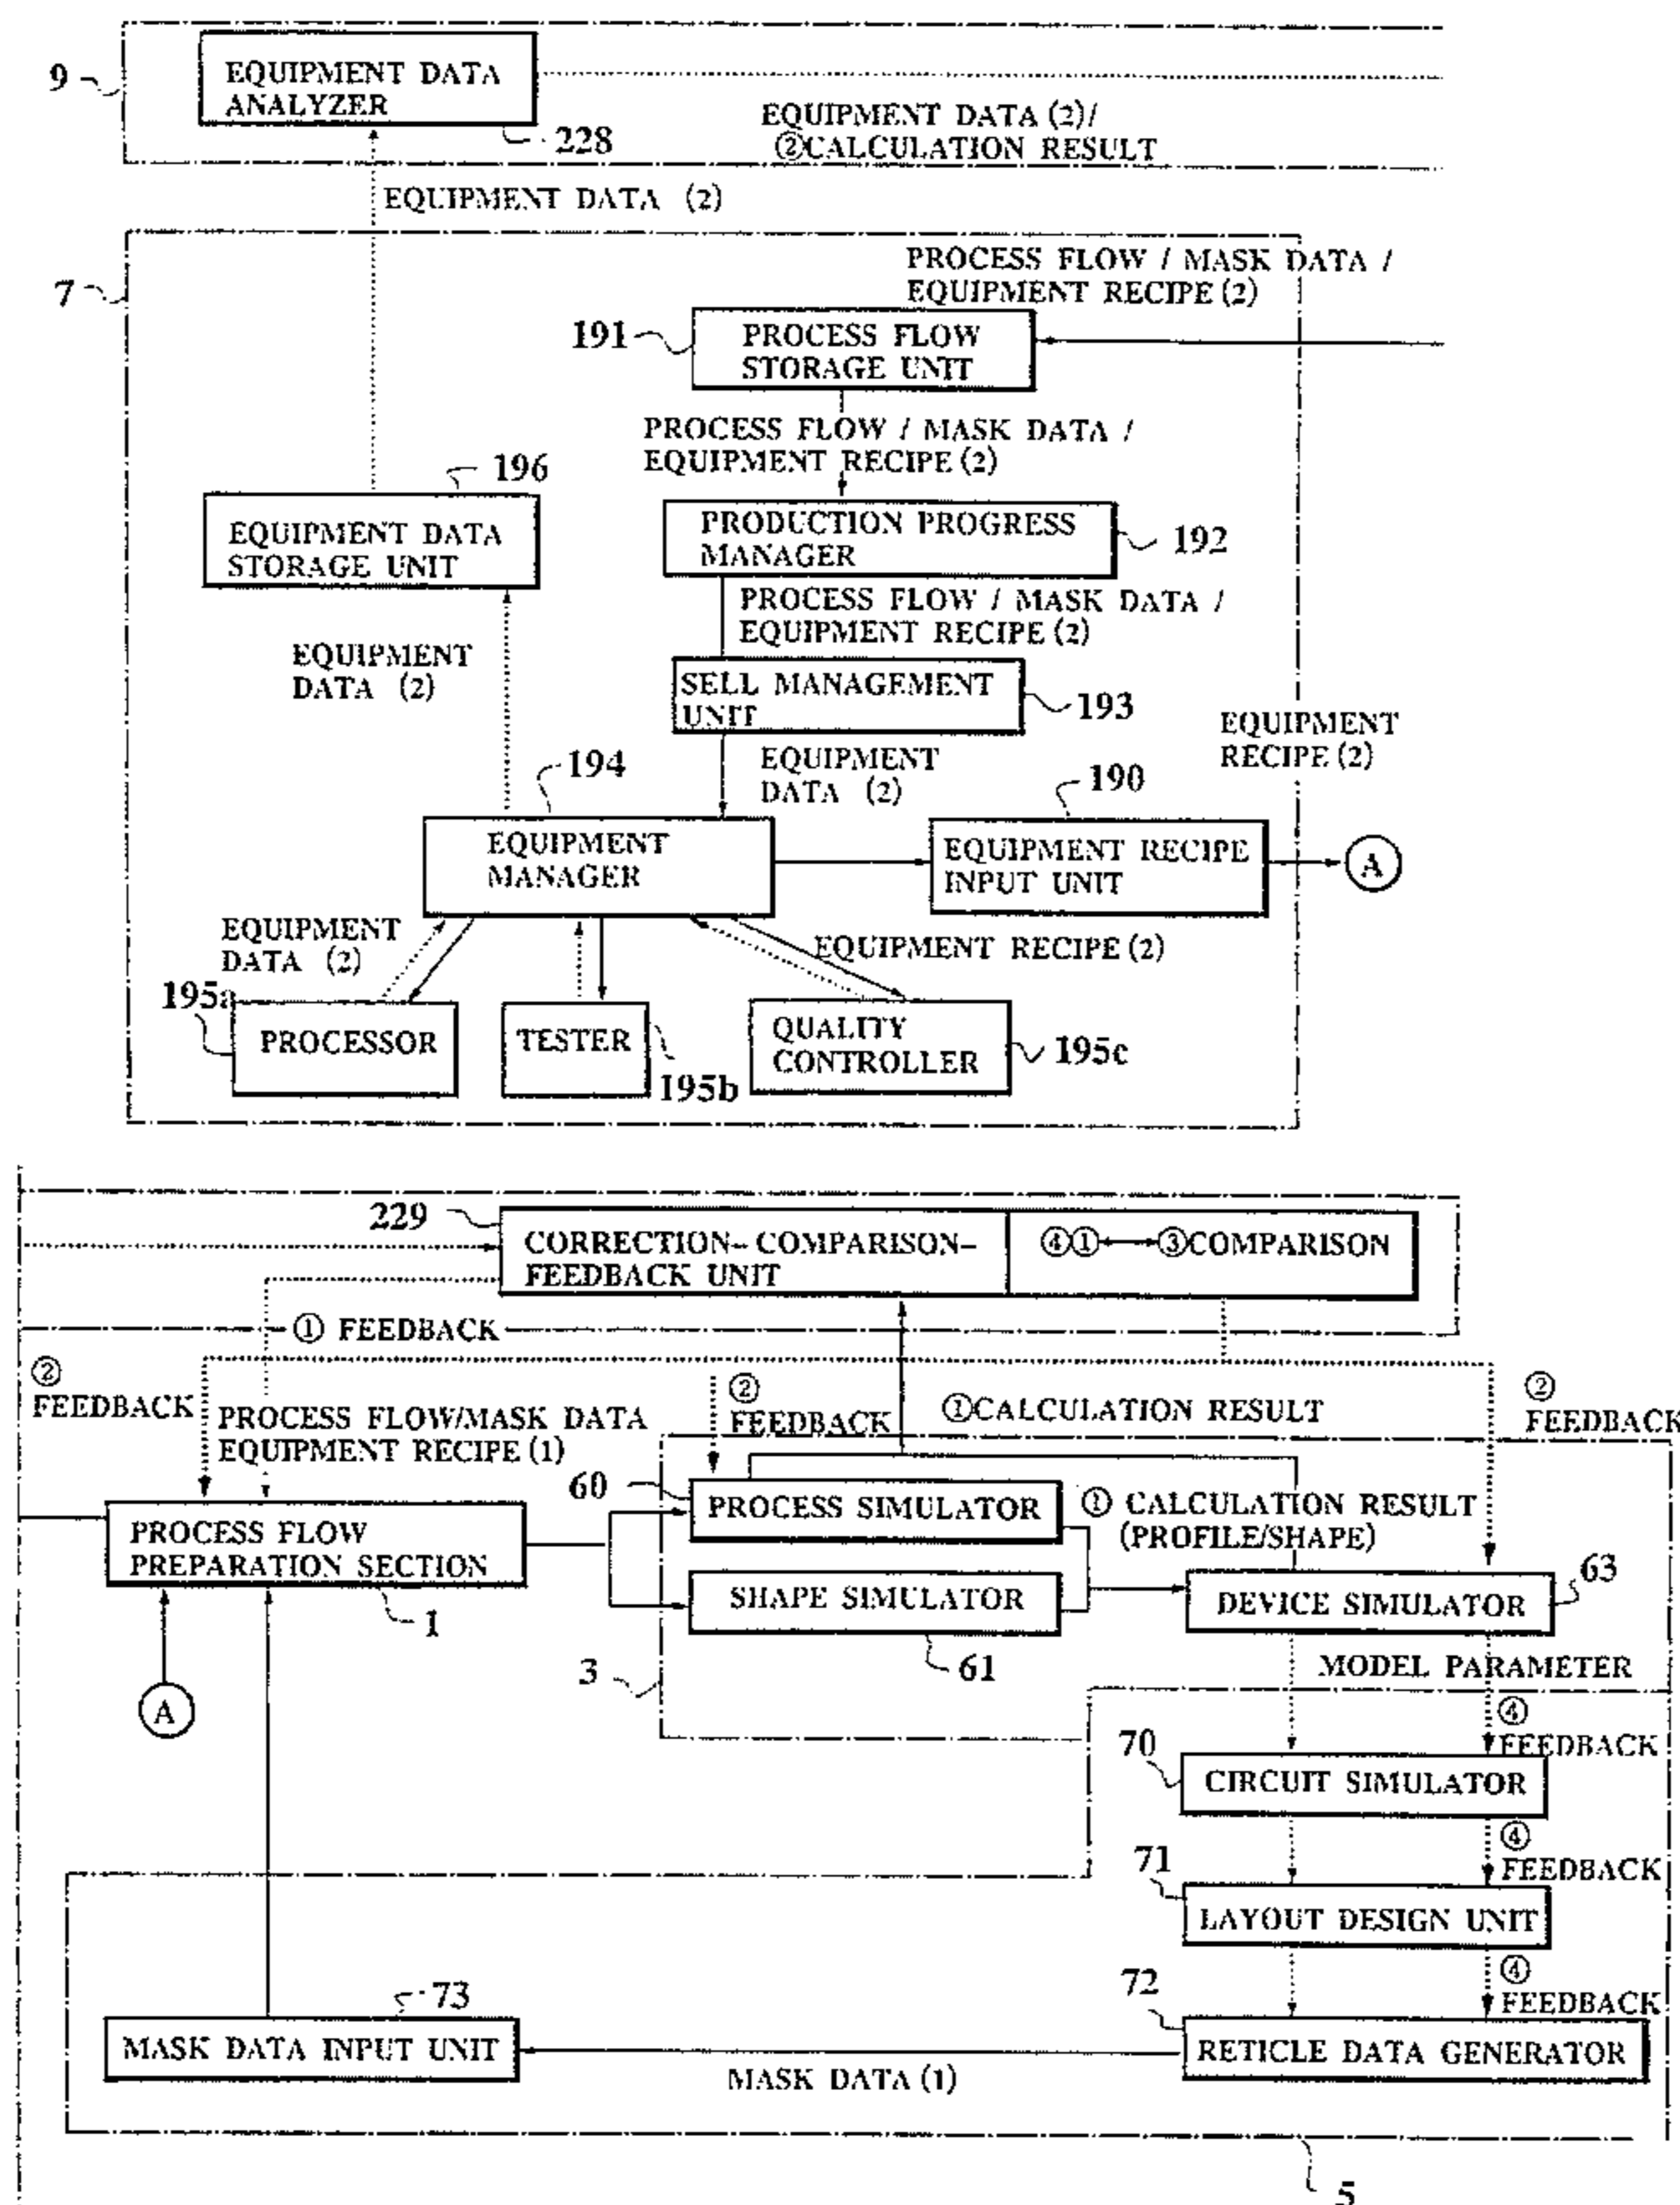 9
EQUIPMENT DATA
ANALYZER
228
EQUIPMENT DATA (2)/
②CALCULATION RESULT
EQUIPMENT DATA (2)
7
PROCESS FLOW / MASK DATA /
EQUIPMENT RECIPE (2)
191
PROCESS FLOW
STORAGE UNIT
PROCESS FLOW / MASK DATA /
EQUIPMENT RECIPE (2)
196
EQUIPMENT DATA
STORAGE UNIT
PRODUCTION PROGRESS
MANAGER
192
PROCESS FLOW / MASK DATA /
EQUIPMENT RECIPE (2)
EQUIPMENT
DATA (2)
SELL MANAGEMENT
UNIT
193
EQUIPMENT
RECIPE (2)
194
EQUIPMENT
DATA (2)
190
EQUIPMENT
MANAGER
EQUIPMENT RECIPE
INPUT UNIT
A
EQUIPMENT
DATA (2)
EQUIPMENT RECIPE (2)
195a
PROCESSOR
TESTER
195b
QUALITY
CONTROLLER
195c
229
CORRECTION-COMPARISON-
FEEDBACK UNIT
④①↔③COMPARISON
① FEEDBACK
②
FEEDBACK
PROCESS FLOW/MASK DATA
EQUIPMENT RECIPE (1)
②
FEEDBACK
①CALCULATION RESULT
②
FEEDBACK
60
PROCESS SIMULATOR
① CALCULATION RESULT
(PROFILE/SHAPE)
PROCESS FLOW
PREPARATION SECTION
1
SHAPE SIMULATOR
61
DEVICE SIMULATOR
63
3
MODEL PARAMETER
A
④
FEEDBACK
70
CIRCUIT SIMULATOR
④
FEEDBACK
71
LAYOUT DESIGN UNIT
④
FEEDBACK
73
MASK DATA INPUT UNIT
72
RETICLE DATA GENERATOR
MASK DATA (1)
5